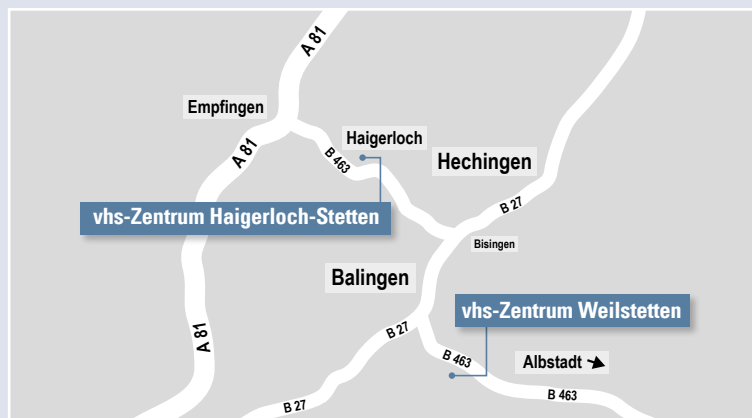 A 81
Empfingen
Haigerloch
A 81
B 463
Hechingen
B 27
vhs-Zentrum Haigerloch-Stetten
Bisingen
Balingen
vhs-Zentrum Weilstetten
B 27
A 81
B 463
Albstadt
B 463
B 27